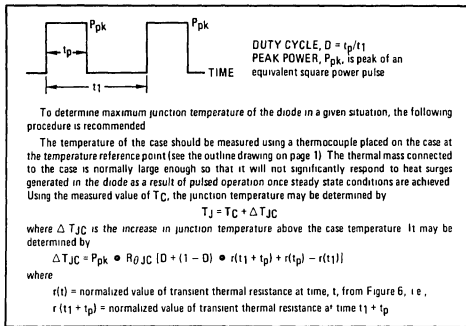 Ppk
Ppk
tp
t1
TIME
DUTY CYCLE, D = tp/t1
PEAK POWER, Ppk, is peak of an
equivalent square power pulse
To determine maximum junction temperature of the diode in a given situation, the following
procedure is recommended
The temperature of the case should be measured using a thermocouple placed on the case at
the temperature reference point (see the outline drawing on page 1) The thermal mass connected
to the case is normally large enough so that it will not significantly respond to heat surges
generated in the diode as a result of pulsed operation once steady state conditions are achieved
Using the measured value of TC, the junction temperature may be determined by
TJ = TC + Δ TJC
where Δ TJC is the increase in junction temperature above the case temperature It may be
determined by
Δ TJC = Ppk • RθJC [D + (1 – D) • r(t1 + tp) + r(tp) – r(t1)]
where
r(t) = normalized value of transient thermal resistance at time, t, from Figure 6, i e ,
r (t1 + tp) = normalized value of transient thermal resistance at time t1 + tp